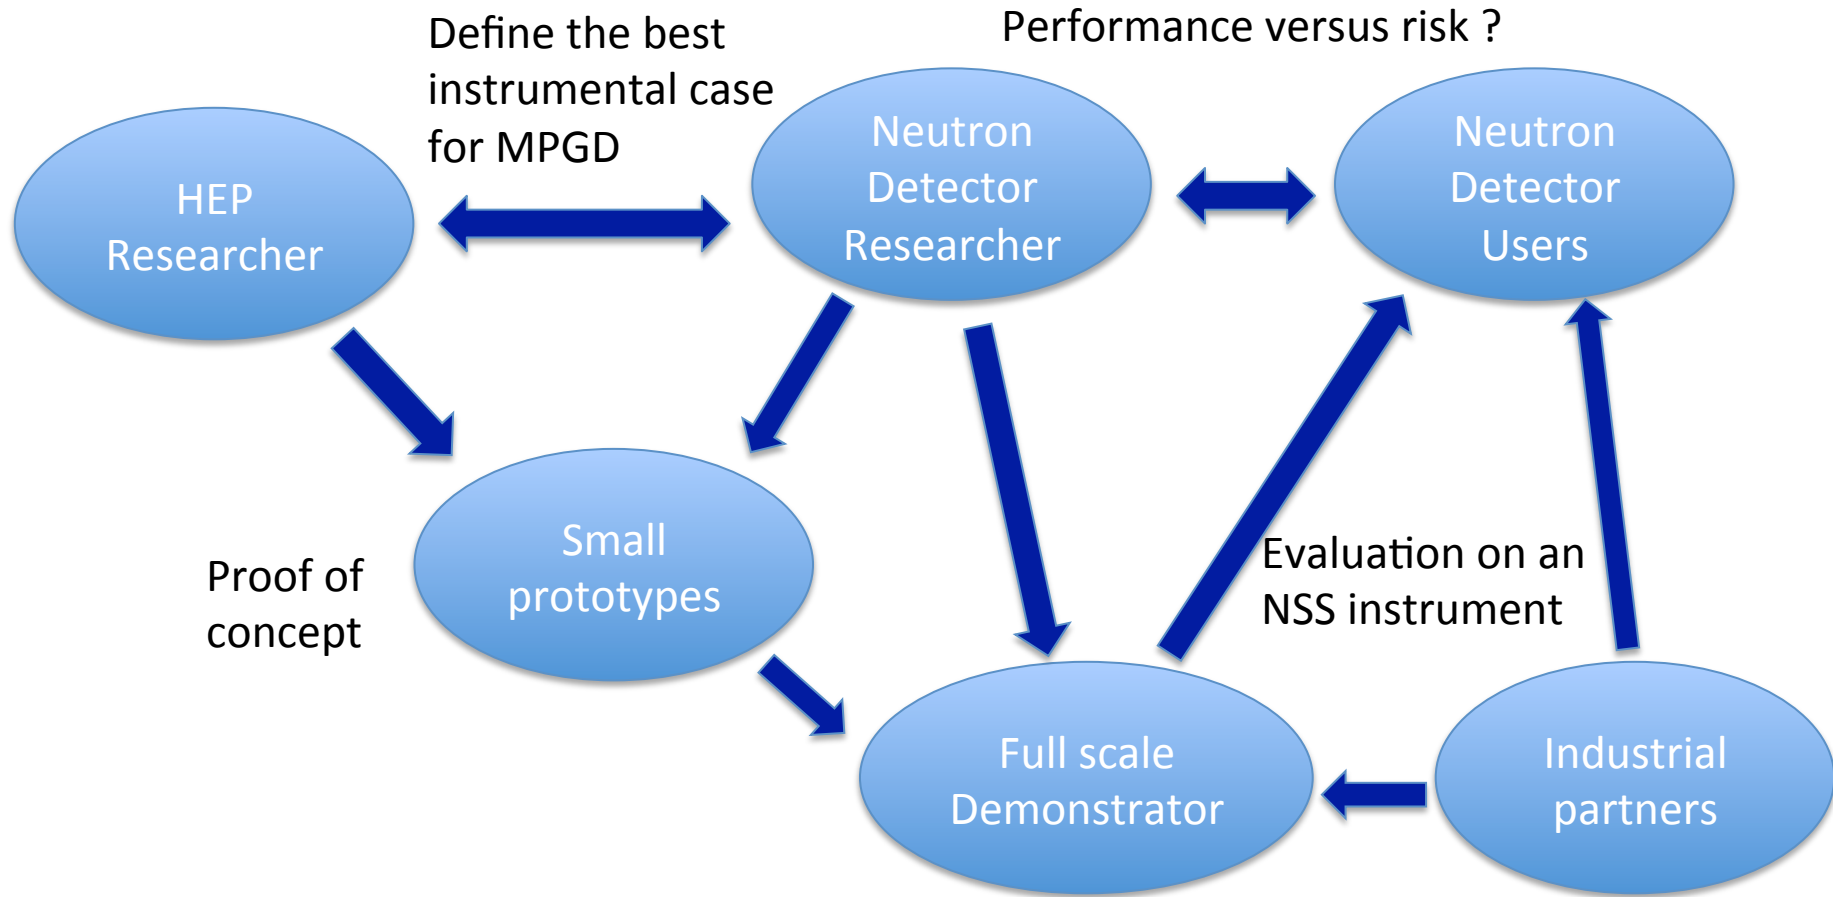 Define the best
instrumental case
for MPGD
Performance versus risk ?
HEP
Researcher
Neutron
Detector
Researcher
Neutron
Detector
Users
Proof of
concept
Small
prototypes
Evaluation on an
NSS instrument
Full scale
Demonstrator
Industrial
partners